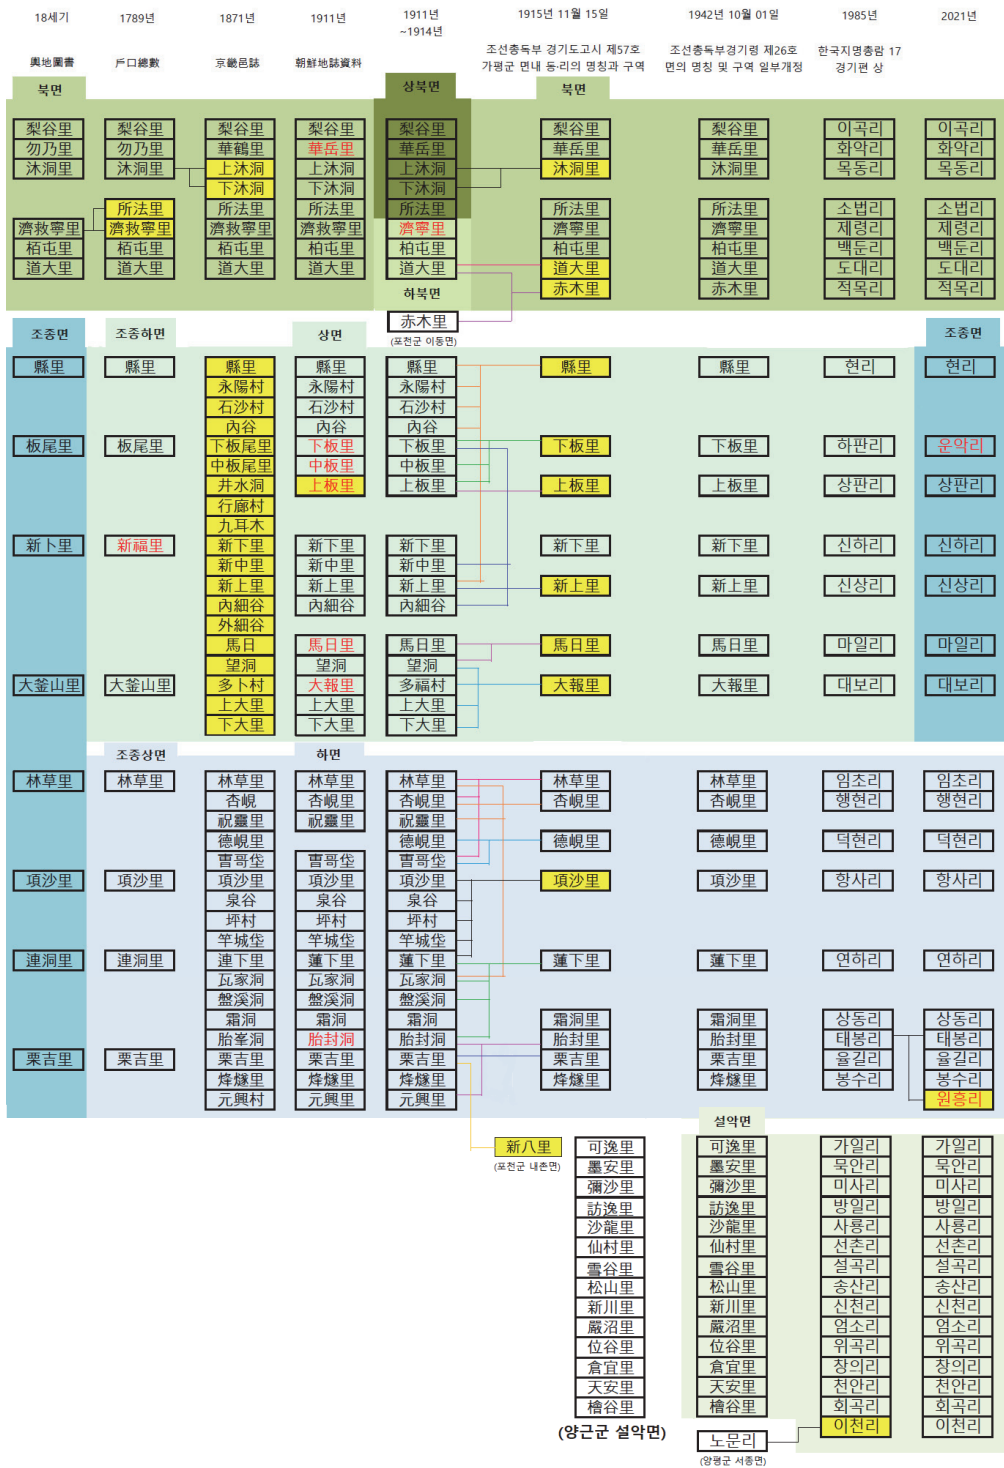 18세기 1789년 1871년 1911년 1911년 1915년 11월 15일 1942년 10월 01일 1985년 2021년
~1914년
輿地圖書 戶口總數 京畿邑誌 朝鮮地誌資料 조선총독부 경기도고시 제57호 조선총독부경기령 제26호 한국지명총람 17
가평군 면내 동·리의 명칭과 구역 면의 명칭 및 구역 일부개정 경기편 상
북면 상북면 북면
梨谷里 梨谷里 梨谷里 梨谷里 梨谷里 梨谷里 梨谷里 이곡리 이곡리
勿乃里 勿乃里 華鶴里 華岳里 華岳里 華岳里 華岳里 화악리 화악리
沐洞里 沐洞里 上沐洞 上沐洞 上沐洞 沐洞里 沐洞里 목동리 목동리
下沐洞 下沐洞 下沐洞
所法里 所法里 所法里 所法里 所法里 所法里 소법리 소법리
濟救寧里 濟救寧里 濟救寧里 濟救寧里 濟寧里 濟寧里 濟寧里 제령리 제령리
栢屯里 栢屯里 栢屯里 柏屯里 柏屯里 柏屯里 柏屯里 백둔리 백둔리
道大里 道大里 道大里 道大里 道大里 道大里 道大里 도대리 도대리
하북면 赤木里 赤木里 적목리 적목리
赤木里
(포천군 이동면)
조종면 조종하면 상면 조종면
縣里 縣里 縣里 縣里 縣里 縣里 縣里 현리 현리
永陽村 永陽村 永陽村
石沙村 石沙村 石沙村
內谷 內谷 內谷
板尾里 板尾里 下板尾里 下板里 下板里 下板里 下板里 하판리 운악리
中板尾里 中板里 中板里
井水洞 上板里 上板里 上板里 上板里 상판리 상판리
行廊村
九耳木
新卜里 新福里 新下里 新下里 新下里 新下里 新下里 신하리 신하리
新中里 新中里 新中里
新上里 新上里 新上里 新上里 新上里 신상리 신상리
內細谷 內細谷 內細谷
外細谷
馬日 馬日里 馬日里 馬日里 馬日里 마일리 마일리
望洞 望洞 望洞
大釜山里 大釜山里 多卜村 大報里 多福村 大報里 大報里 대보리 대보리
上大里 上大里 上大里
下大里 下大里 下大里
조종상면 하면
林草里 林草里 林草里 林草里 林草里 林草里 林草里 임초리 임초리
杏峴 杏峴里 杏峴里 杏峴里 杏峴里 행현리 행현리
祝靈里 祝靈里 祝靈里
德峴里 德峴里 德峴里 德峴里 덕현리 덕현리
曺哥垈 曺哥垈 曺哥垈
項沙里 項沙里 項沙里 項沙里 項沙里 項沙里 項沙里 항사리 항사리
泉谷 泉谷 泉谷
坪村 坪村 坪村
竿城垈 竿城垈 竿城垈
連洞里 連洞里 連下里 蓮下里 蓮下里 蓮下里 蓮下里 연하리 연하리
瓦家洞 瓦家洞 瓦家洞
盤溪洞 盤溪洞 盤溪洞
霜洞 霜洞 霜洞 霜洞里 霜洞里 상동리 상동리
胎峯洞 胎封洞 胎封洞 胎封里 胎封里 태봉리 태봉리
栗吉里 栗吉里 栗吉里 栗吉里 栗吉里 栗吉里 栗吉里 율길리 율길리
烽燧里 烽燧里 烽燧里 烽燧里 烽燧里 봉수리 봉수리
元興村 元興里 元興里 원흥리
설악면
新八里 可逸里 可逸里 가일리 가일리
(포천군 내촌면) 墨安里 墨安里 묵안리 묵안리
彌沙里 彌沙里 미사리 미사리
訪逸里 訪逸里 방일리 방일리
沙龍里 沙龍里 사룡리 사룡리
仙村里 仙村里 선촌리 선촌리
雪谷里 雪谷里 설곡리 설곡리
松山里 松山里 송산리 송산리
新川里 新川里 신천리 신천리
嚴沼里 嚴沼里 엄소리 엄소리
位谷里 位谷里 위곡리 위곡리
倉宜里 倉宜里 창의리 창의리
天安里 天安里 천안리 천안리
檜谷里 檜谷里 회곡리 회곡리
(양근군 설악면) 이천리 이천리
노문리
(양평군 서종면)